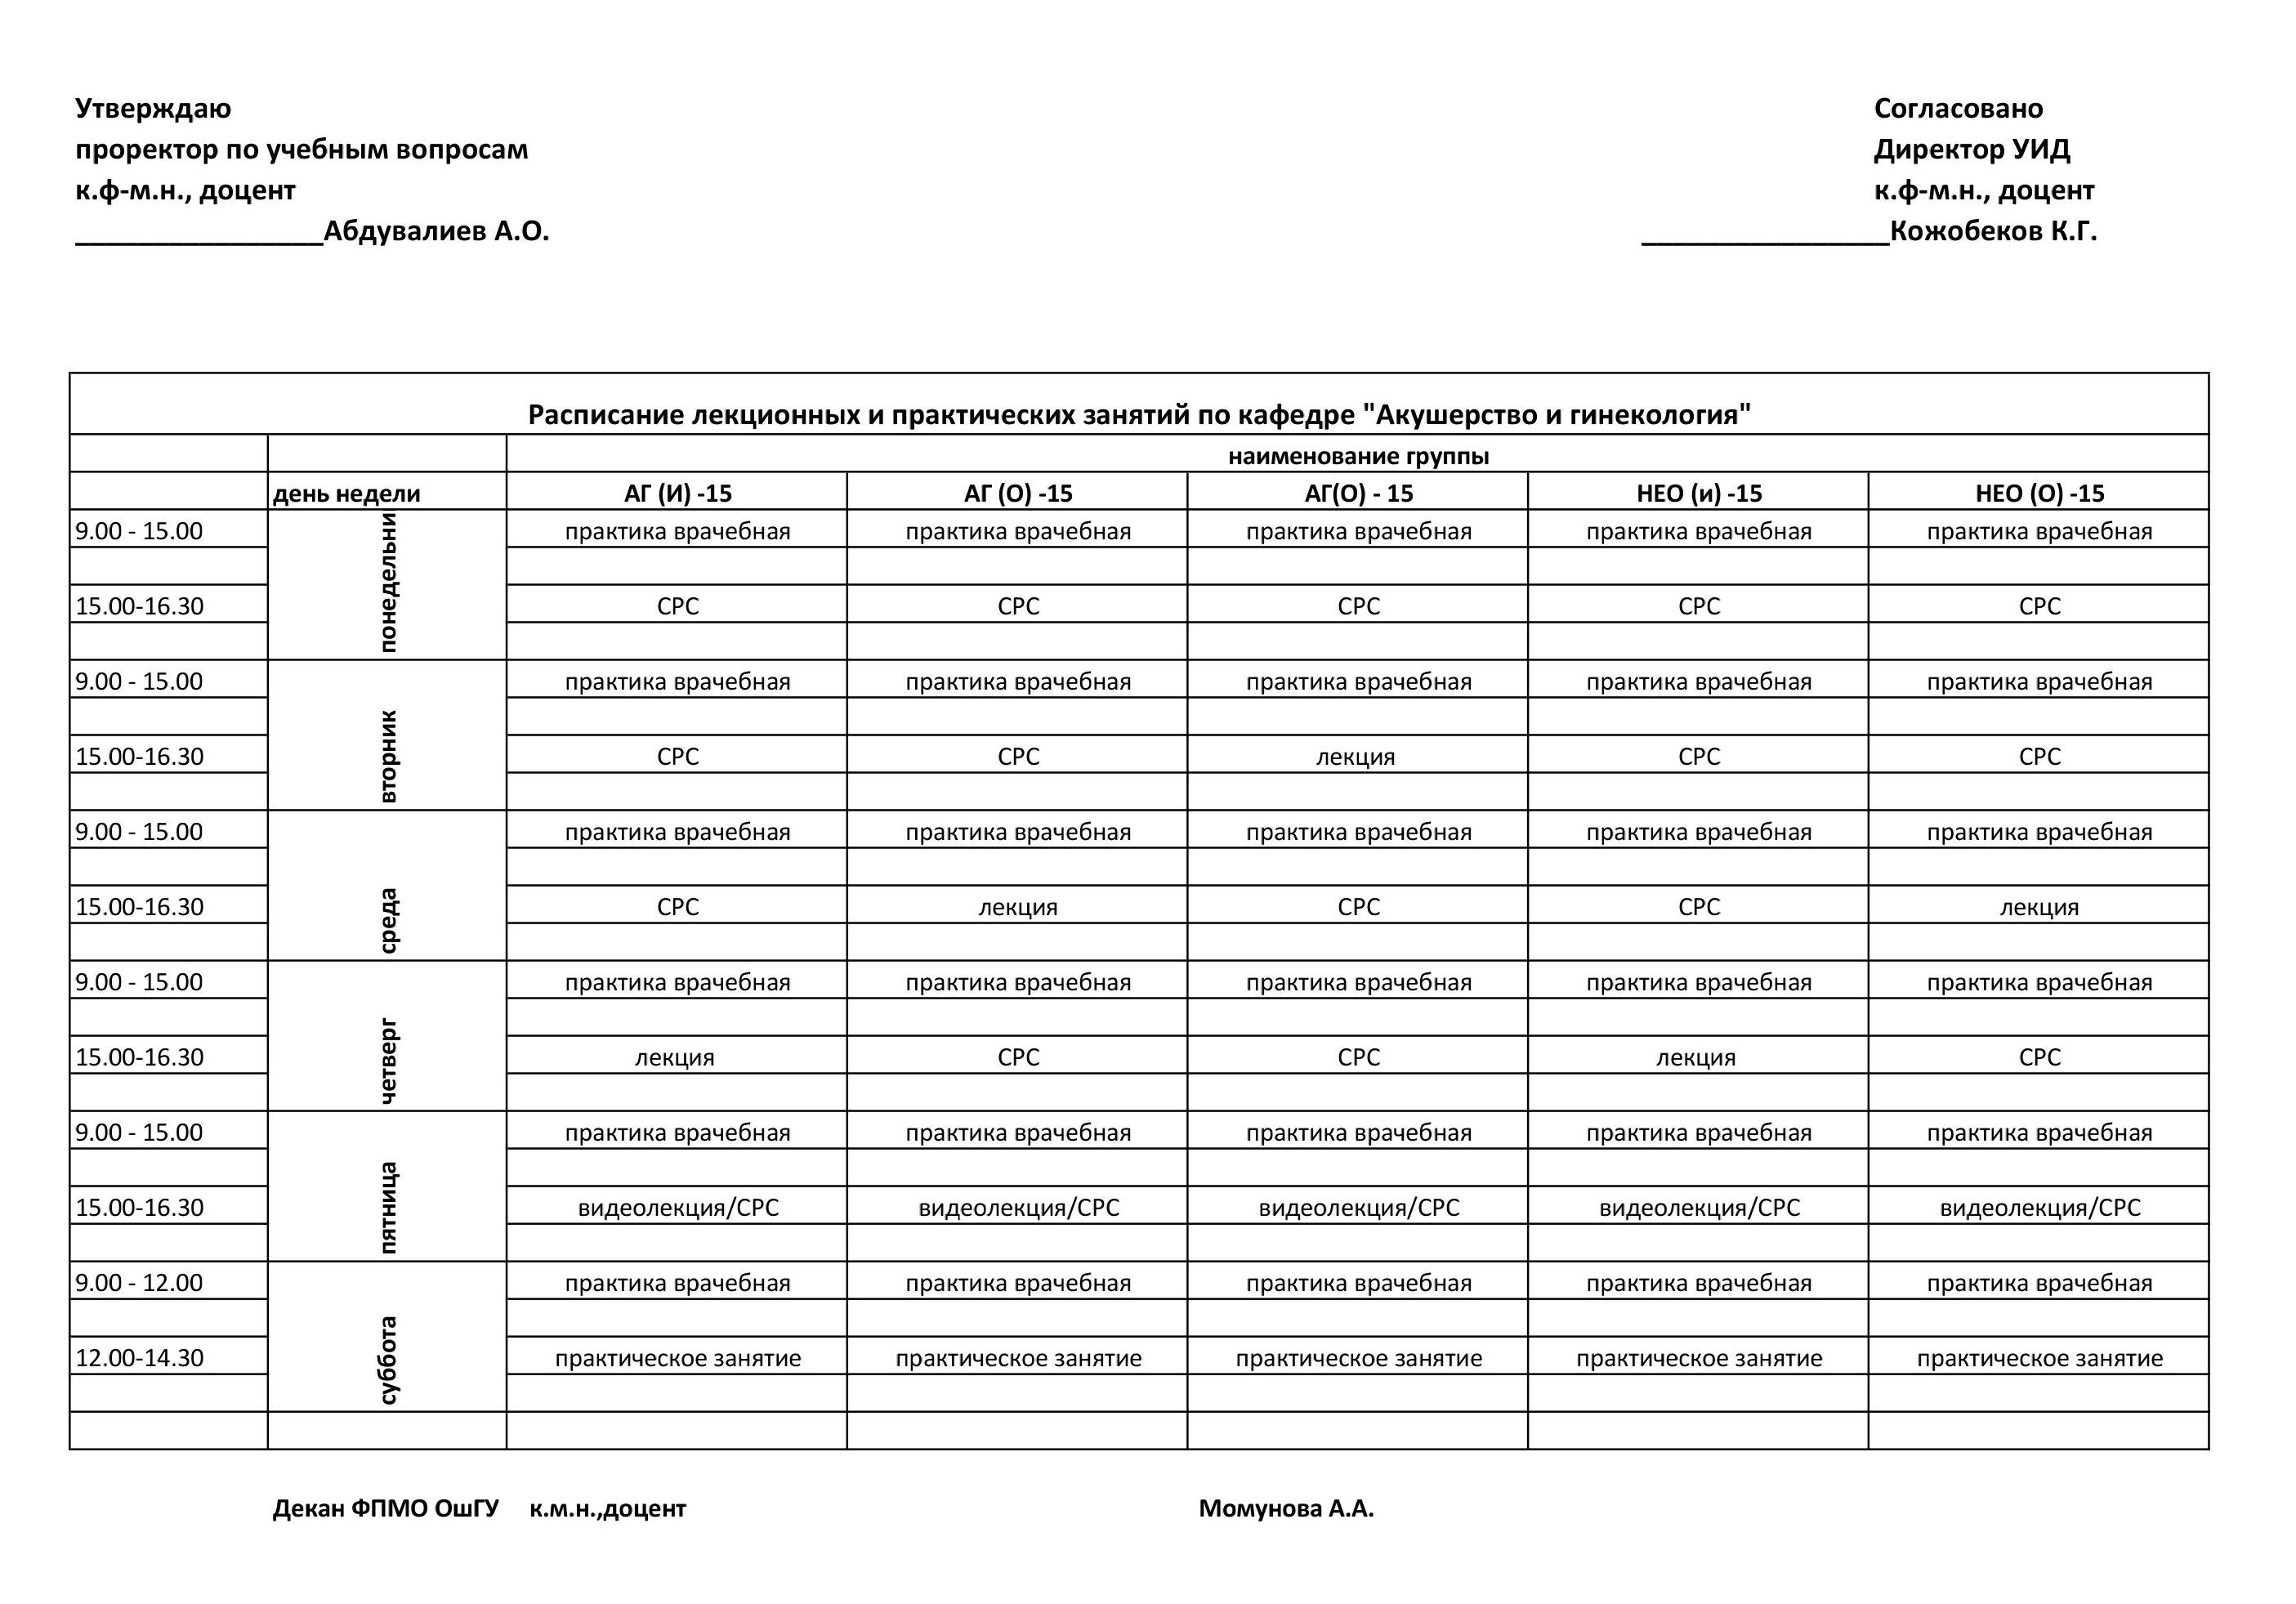 Утверждаю Согласовано
проректор по учебным вопросам Директор УИД
к.ф-м.н., доцент к.ф-м.н., доцент
________________Абдувалиев А.О. ________________Кожобеков К.Г.
Расписание лекционных и практических занятий по кафедре "Акушерство и гинекология"
наименование группы
день недели АГ (И) -15 АГ (О) -15 АГ(О) - 15 НЕО (и) -15 НЕО (О) -15
понедельни
9.00 - 15.00 практика врачебная практика врачебная практика врачебная практика врачебная практика врачебная
15.00-16.30 СРС СРС СРС СРС СРС
вторник
9.00 - 15.00 практика врачебная практика врачебная практика врачебная практика врачебная практика врачебная
15.00-16.30 СРС СРС лекция СРС СРС
среда
9.00 - 15.00 практика врачебная практика врачебная практика врачебная практика врачебная практика врачебная
15.00-16.30 СРС лекция СРС СРС лекция
четверг
9.00 - 15.00 практика врачебная практика врачебная практика врачебная практика врачебная практика врачебная
15.00-16.30 лекция СРС СРС лекция СРС
пятница
9.00 - 15.00 практика врачебная практика врачебная практика врачебная практика врачебная практика врачебная
15.00-16.30 видеолекция/СРС видеолекция/СРС видеолекция/СРС видеолекция/СРС видеолекция/СРС
суббота
9.00 - 12.00 практика врачебная практика врачебная практика врачебная практика врачебная практика врачебная
12.00-14.30 практическое занятие практическое занятие практическое занятие практическое занятие практическое занятие
Декан ФПМО ОшГУ к.м.н.,доцент Момунова А.А.